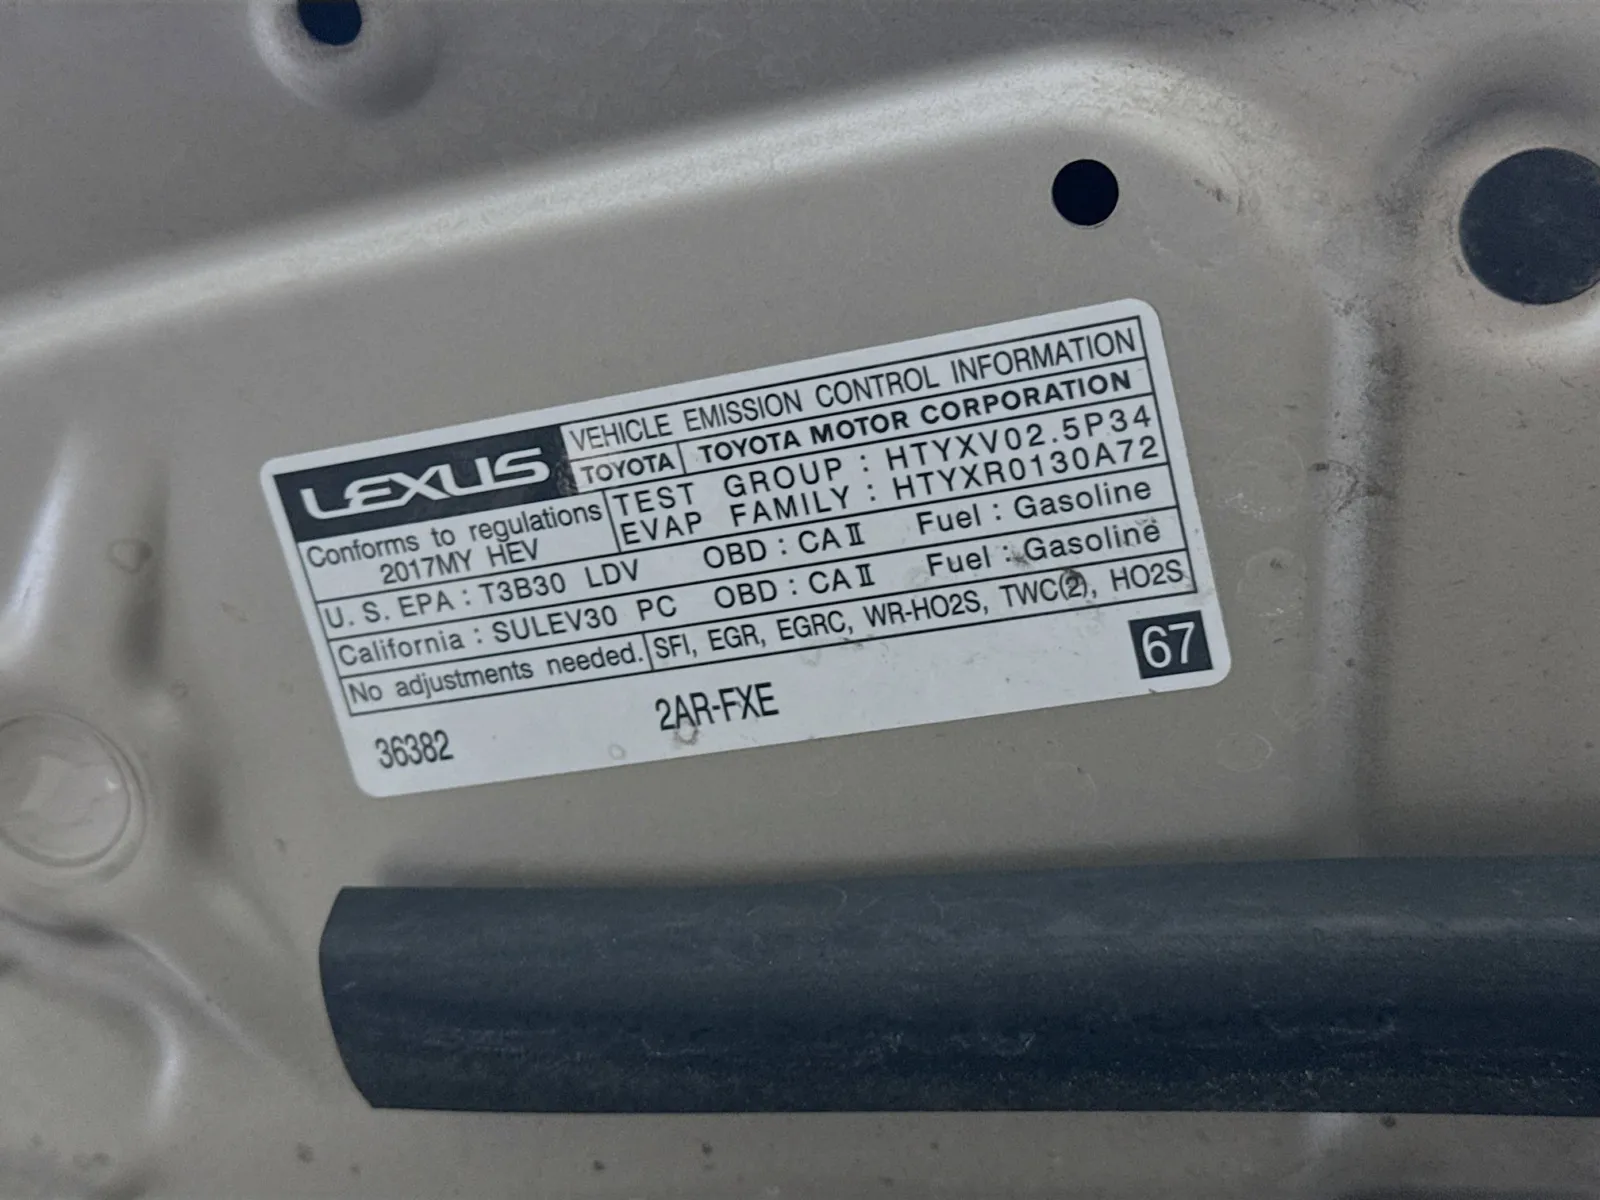 LEXUS
VEHICLE EMISSION CONTROL INFORMATION
TOYOTA TOYOTA MOTOR CORPORATION
Conforms to regulations
2017MY HEV
TEST GROUP : HTYXV02.5P34
EVAP FAMILY : HTYXR0130A72
U.S. EPA : T3B30 LDV OBD : CA II Fuel : Gasoline
California : SULEV30 PC OBD : CA II Fuel : Gasoline
No adjustments needed. SFI, EGR, EGRC, WR-HO2S, TWC(2), HO2S
36382 2AR-FXE 67